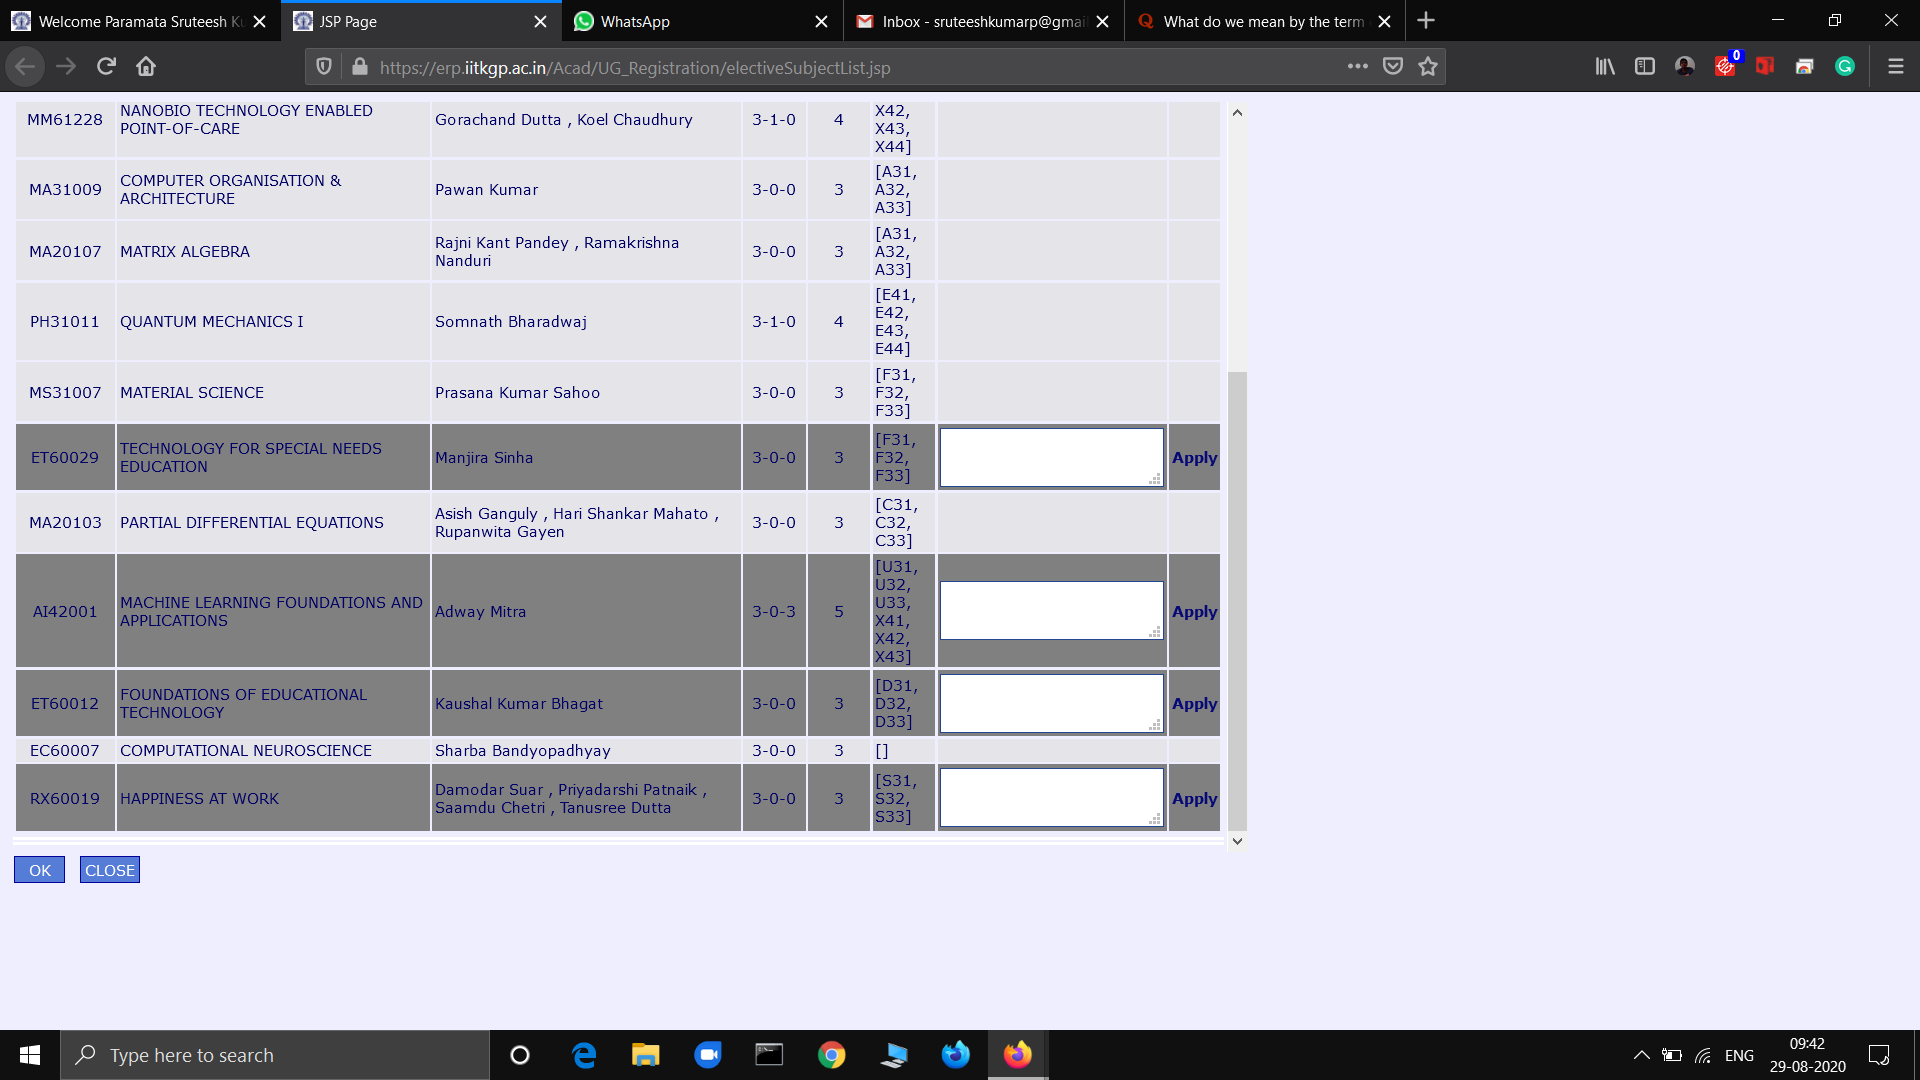 Welcome Paramata Sruteesh Ku
JSP Page
WhatsApp
Inbox - sruteeshkumarp@gmai
What do we mean by the term
https://erp.iitkgp.ac.in/Acad/UG_Registration/electiveSubjectList.jsp
0
MM61228
NANOBIO TECHNOLOGY ENABLED
POINT-OF-CARE
Gorachand Dutta , Koel Chaudhury
3-1-0
4
X42,
X43,
X44]
MA31009
COMPUTER ORGANISATION &
ARCHITECTURE
Pawan Kumar
3-0-0
3
[A31,
A32,
A33]
MA20107
MATRIX ALGEBRA
Rajni Kant Pandey , Ramakrishna
Nanduri
3-0-0
3
[A31,
A32,
A33]
PH31011
QUANTUM MECHANICS I
Somnath Bharadwaj
3-1-0
4
[E41,
E42,
E43,
E44]
MS31007
MATERIAL SCIENCE
Prasana Kumar Sahoo
3-0-0
3
[F31,
F32,
F33]
ET60029
TECHNOLOGY FOR SPECIAL NEEDS
EDUCATION
Manjira Sinha
3-0-0
3
[F31,
F32,
F33]
Apply
MA20103
PARTIAL DIFFERENTIAL EQUATIONS
Asish Ganguly , Hari Shankar Mahato ,
Rupanwita Gayen
3-0-0
3
[C31,
C32,
C33]
AI42001
MACHINE LEARNING FOUNDATIONS AND
APPLICATIONS
Adway Mitra
3-0-3
5
[U31,
U32,
U33,
X41,
X42,
X43]
Apply
ET60012
FOUNDATIONS OF EDUCATIONAL
TECHNOLOGY
Kaushal Kumar Bhagat
3-0-0
3
[D31,
D32,
D33]
Apply
EC60007
COMPUTATIONAL NEUROSCIENCE
Sharba Bandyopadhyay
3-0-0
3
[]
RX60019
HAPPINESS AT WORK
Damodar Suar , Priyadarshi Patnaik ,
Saamdu Chetri , Tanusree Dutta
3-0-0
3
[S31,
S32,
S33]
Apply
OK
CLOSE
Type here to search
ENG
09:42
29-08-2020